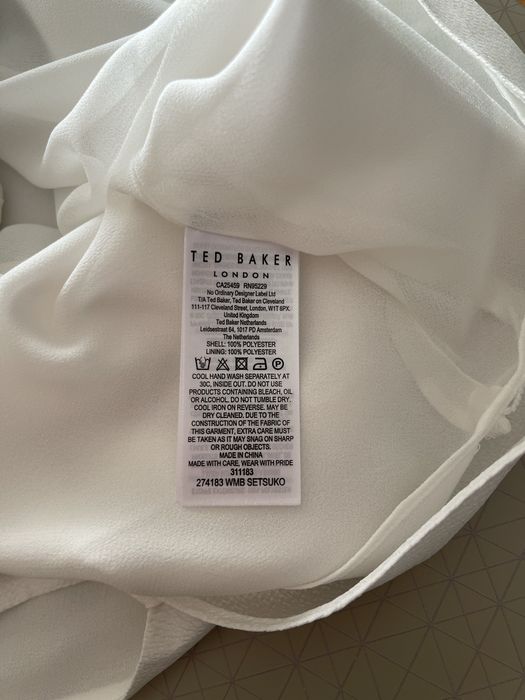 TED BAKER
LONDON
CA25459 RN95229
No Ordinary Designer Label Ltd
T/A Ted Baker, Ted Baker on Cleveland
111-117 Cleveland Street, London, W1T 6PX.
United Kingdom
Ted Baker Netherlands
Leidsestraat 64, 1017 PD Amsterdam
The Netherlands
SHELL: 100% POLYESTER
LINING: 100% POLYESTER
COOL HAND WASH SEPARATELY AT
30C, INSIDE OUT. DO NOT USE
PRODUCTS CONTAINING BLEACH, OIL
OR ALCOHOL. DO NOT TUMBLE DRY.
COOL IRON ON REVERSE. MAY BE
DRY CLEANED. DUE TO THE
CONSTRUCTION OF THE FABRIC OF
THIS GARMENT, EXTRA CARE MUST
BE TAKEN AS IT MAY SNAG ON SHARP
OR ROUGH OBJECTS.
MADE IN CHINA
MADE WITH CARE, WEAR WITH PRIDE
311183
274183 WMB SETSUKO